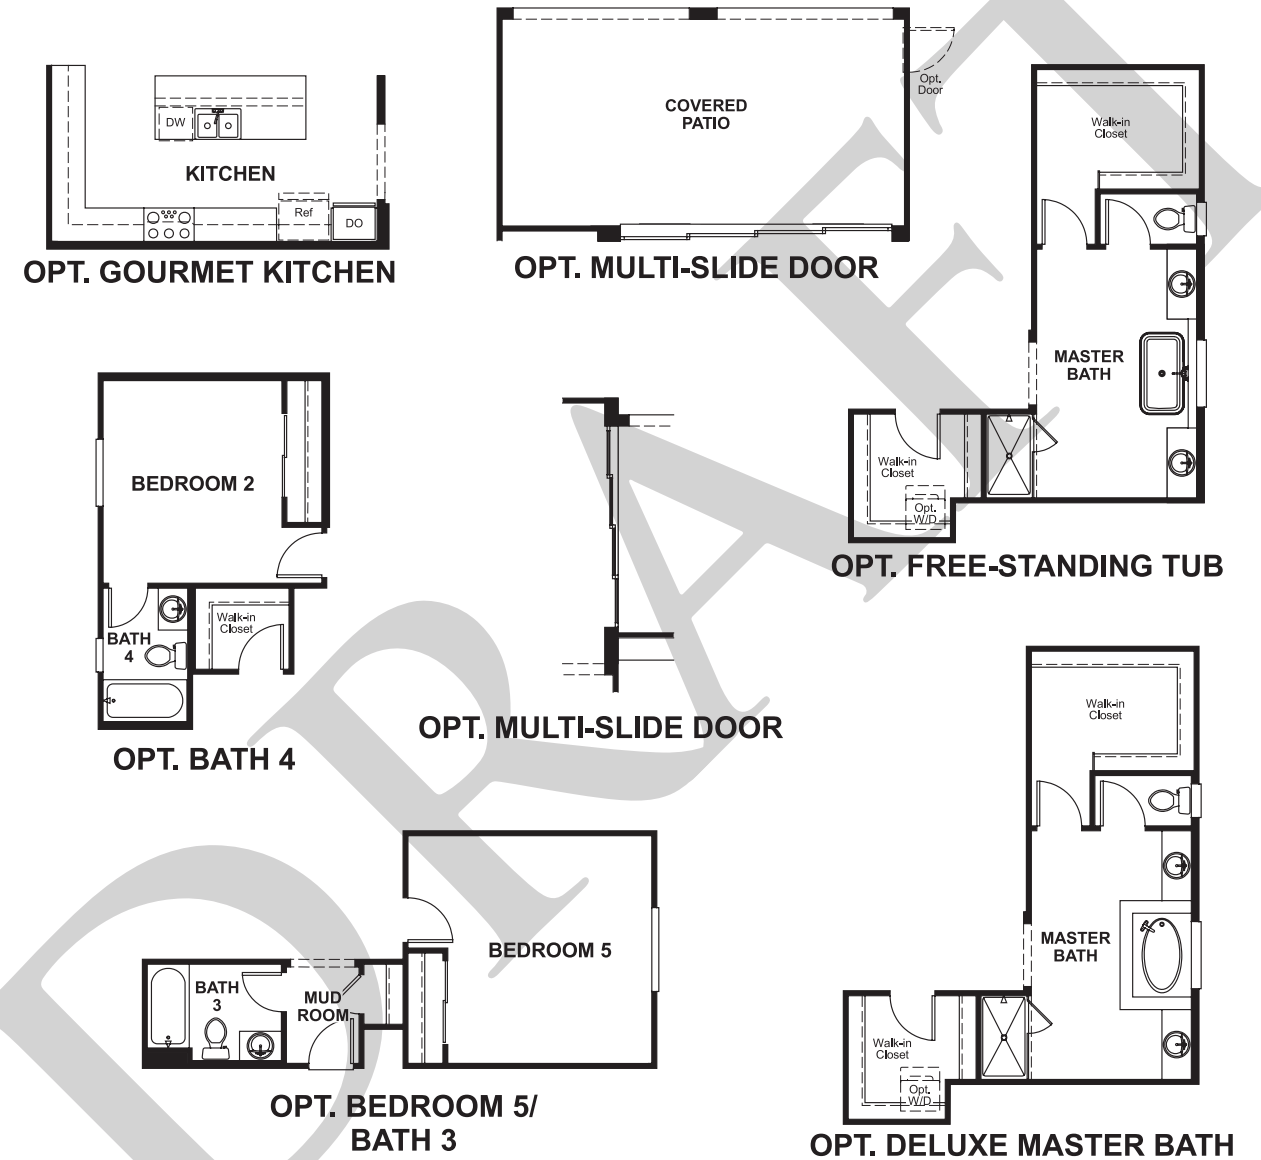 COVERED
PATIO
Opt.
Door
DW
KITCHEN
Ref
DO
OPT. GOURMET KITCHEN
OPT. MULTI-SLIDE DOOR
Walk-in
Closet
MASTER
BATH
Walk-in
Closet
Opt.
W/D
OPT. FREE-STANDING TUB
BEDROOM 2
BATH
4
Walk-in
Closet
OPT. BATH 4
OPT. MULTI-SLIDE DOOR
BEDROOM 5
BATH
3
MUD
ROOM
OPT. BEDROOM 5/
BATH 3
Walk-in
Closet
MASTER
BATH
Walk-in
Closet
Opt.
W/D
OPT. DELUXE MASTER BATH
DRAFT